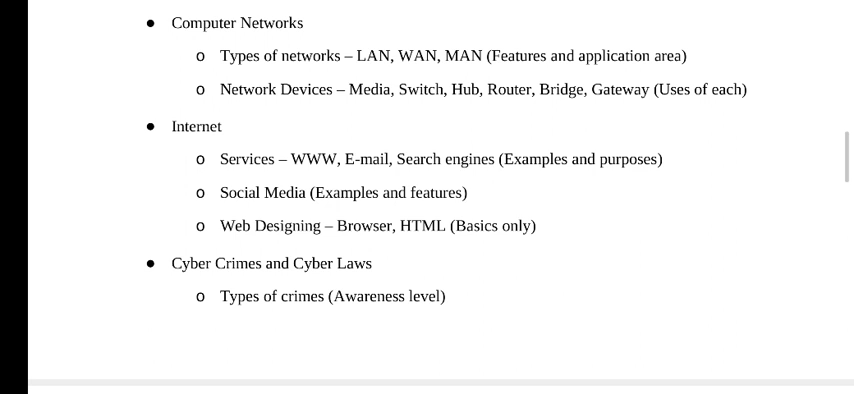 ● Computer Networks
o Types of networks – LAN, WAN, MAN (Features and application area)
o Network Devices – Media, Switch, Hub, Router, Bridge, Gateway (Uses of each)
● Internet
o Services – WWW, E-mail, Search engines (Examples and purposes)
o Social Media (Examples and features)
o Web Designing – Browser, HTML (Basics only)
● Cyber Crimes and Cyber Laws
o Types of crimes (Awareness level)